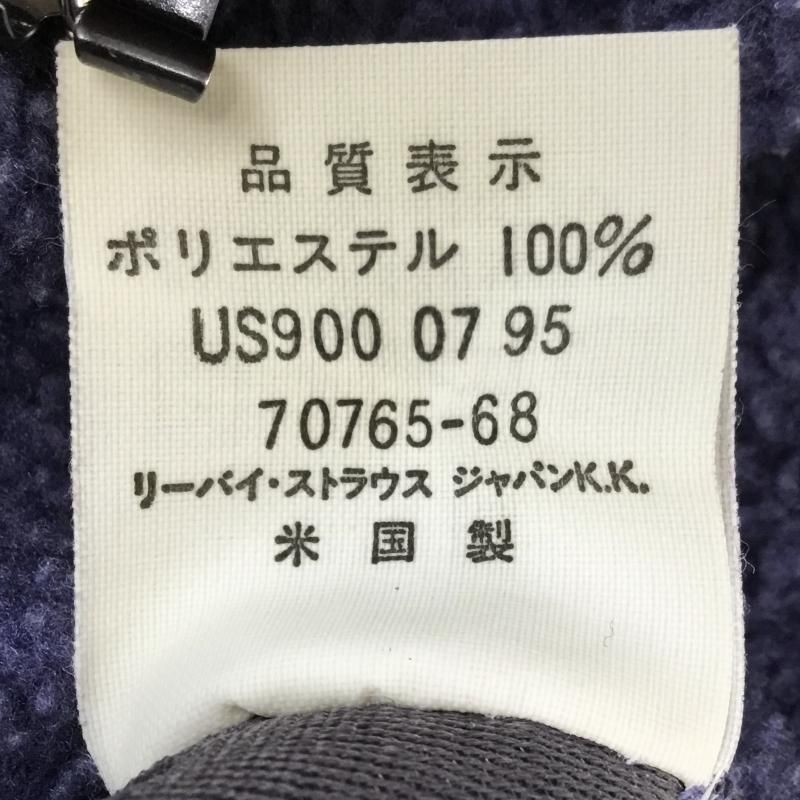 品質表示
ポリエステル 100%
US900 07 95
70765-68
リーバイ・ストラウス ジャパンK.K.
米国製